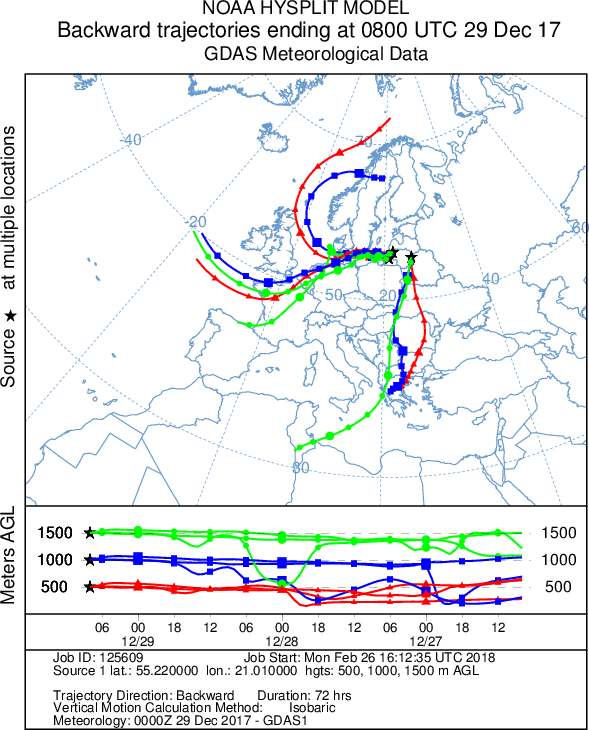 NOAA HYSPLIT MODEL
Backward trajectories ending at 0800 UTC 29 Dec 17
GDAS Meteorological Data
Source ★ at multiple locations
-40
70
-20
60
40
50
20
30
Meters AGL
1500 1500
1000 1000
500 500
06 00 18 12 06 00 18 12 06 00 18 12
12/29 12/28 12/27
Job ID: 125609 Job Start: Mon Feb 26 16:12:35 UTC 2018
Source 1 lat.: 55.220000 lon.: 21.010000 hgts: 500, 1000, 1500 m AGL
Trajectory Direction: Backward Duration: 72 hrs
Vertical Motion Calculation Method: Isobaric
Meteorology: 0000Z 29 Dec 2017 - GDAS1